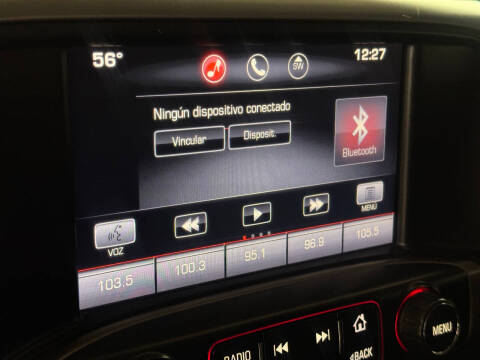 56°
SW
12:27
Ningún dispositivo conectado
Vincular
Disposit.
Bluetooth
VOZ
MENU
103.5
100.3
95.1
96.9
105.5
RADIO
BACK
MENU